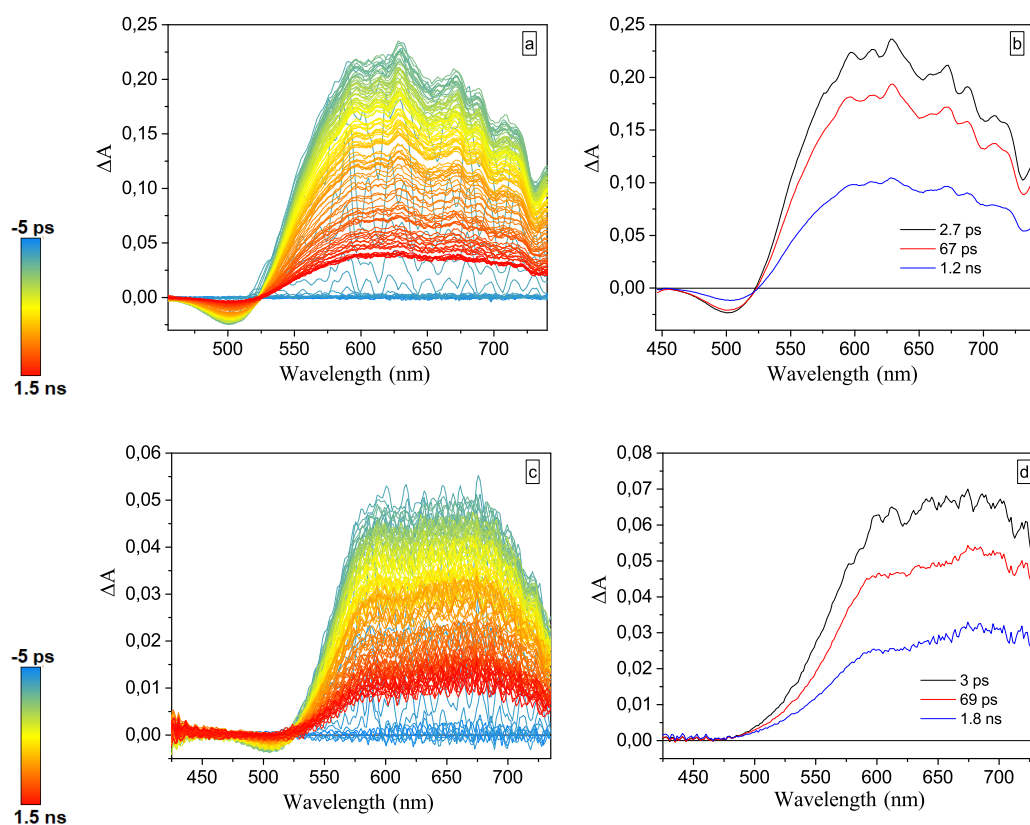 a
0,25
0,20
0,15
0,10
0,05
0,00
ΔA
500 550 600 650 700
Wavelength (nm)
-5 ps
1.5 ns
b
0,25
0,20
0,15
0,10
0,05
0,00
ΔA
2.7 ps
67 ps
1.2 ns
450 500 550 600 650 700
Wavelength (nm)
c
0,06
0,05
0,04
0,03
0,02
0,01
0,00
ΔA
450 500 550 600 650 700
Wavelength (nm)
-5 ps
1.5 ns
d
0,08
0,07
0,06
0,05
0,04
0,03
0,02
0,01
0,00
ΔA
3 ps
69 ps
1.8 ns
450 500 550 600 650 700
Wavelength (nm)